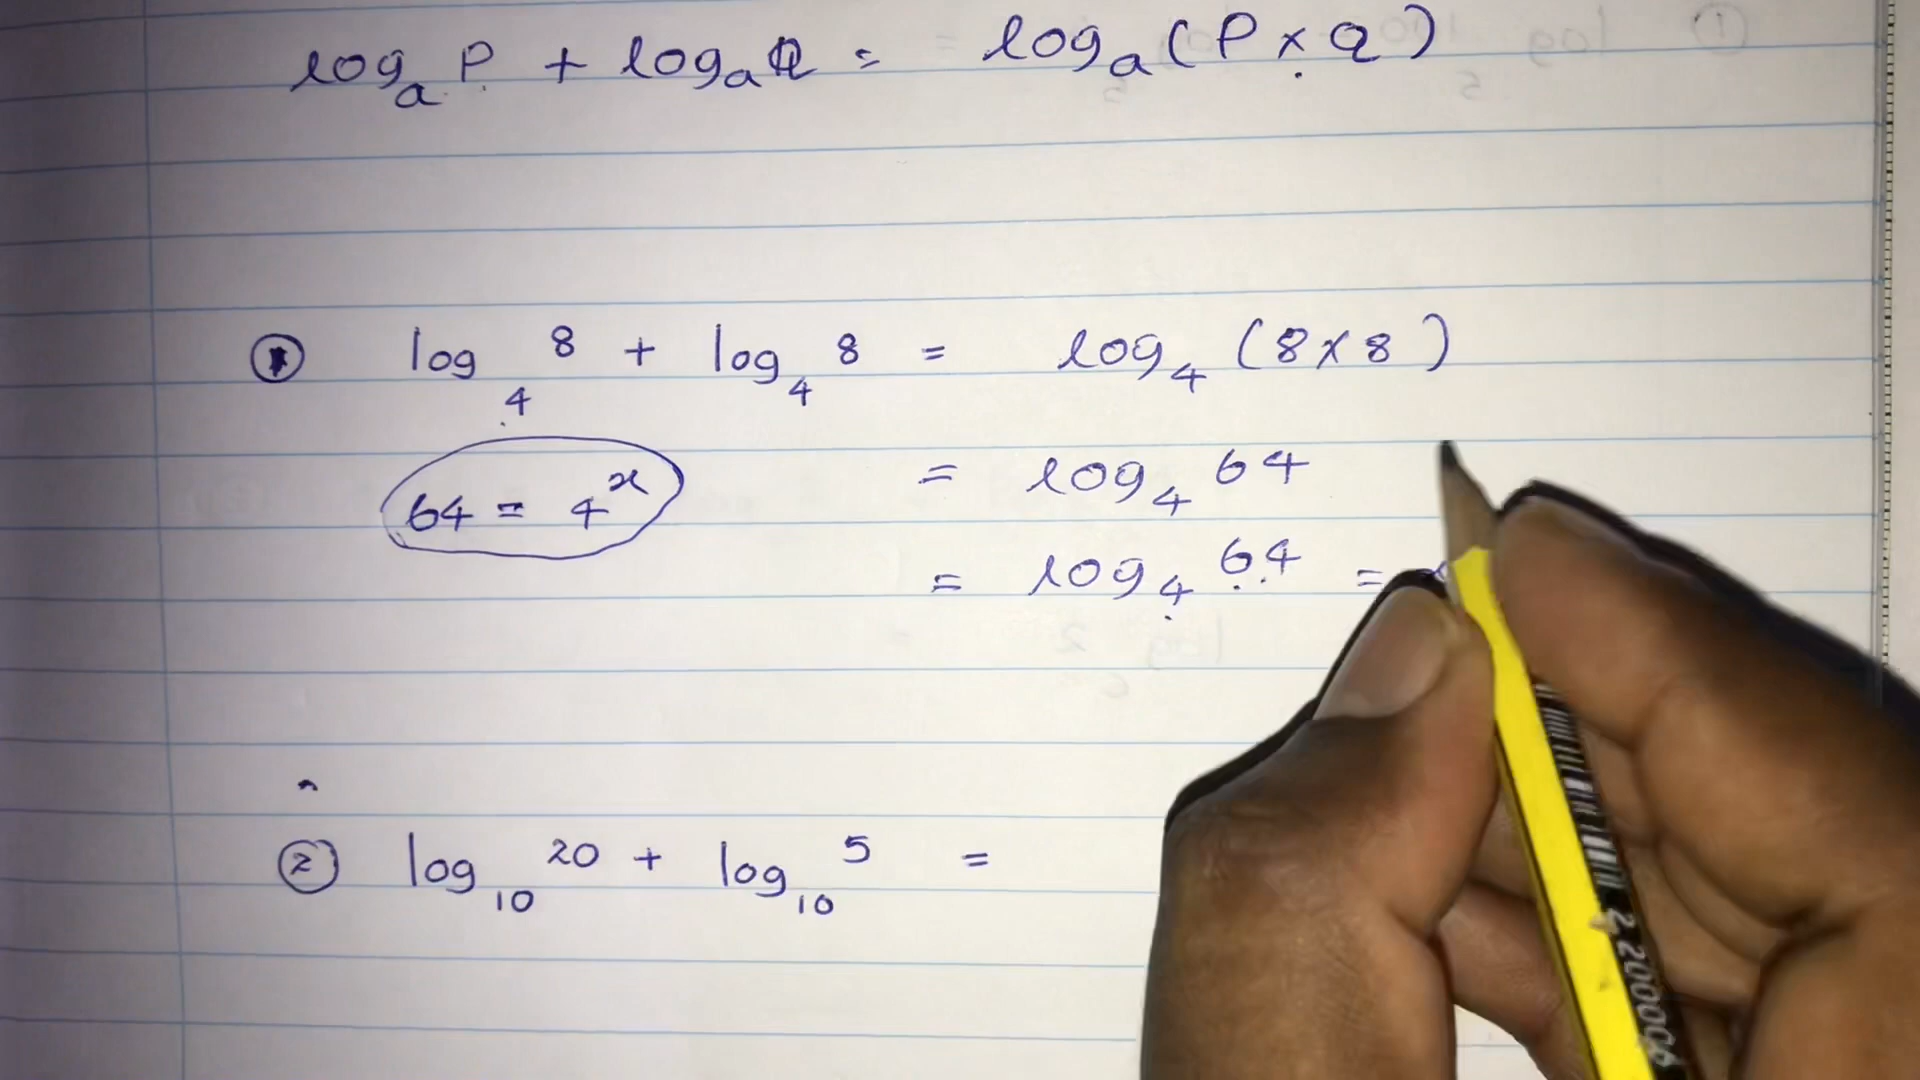 logₐ P + logₐ Q = logₐ (P × Q)
① log₄ 8 + log₄ 8 = log₄ (8 × 8)
64 = 4ˣ
= log₄ 64
= log₄ 64 =
② log₁₀ 20 + log₁₀ 5 =